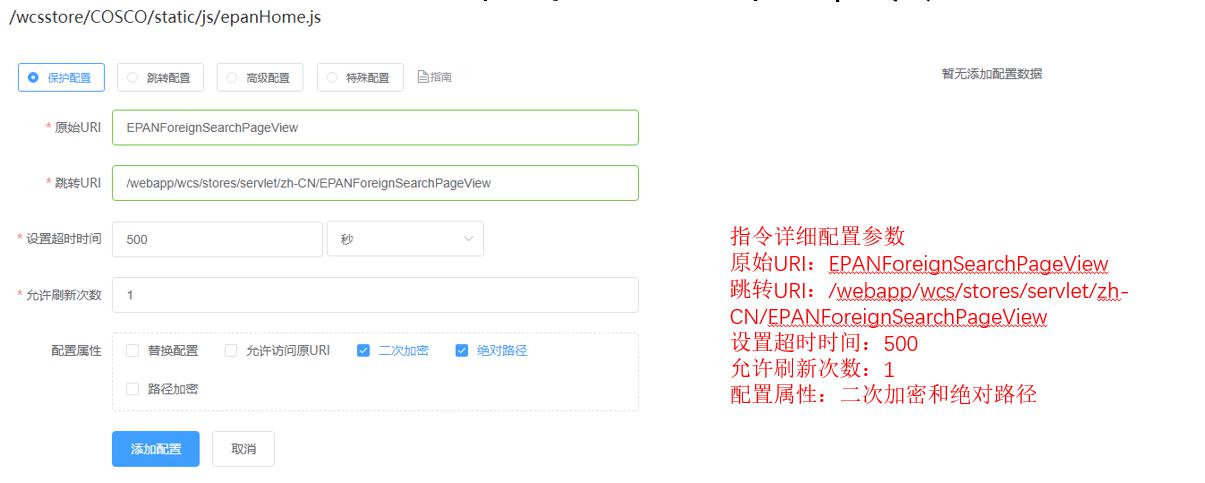 /wcsstore/COSCO/static/js/epanHome.js
保护配置 跳转配置 高级配置 特殊配置 指南
暂无添加配置数据
* 原始URI EPANForeignSearchPageView
* 跳转URI /webapp/wcs/stores/servlet/zh-CN/EPANForeignSearchPageView
* 设置超时时间 500 秒
* 允许刷新次数 1
配置属性 替换配置 允许访问原URI 二次加密 绝对路径
路径加密
添加配置 取消
指令详细配置参数
原始URI：EPANForeignSearchPageView
跳转URI：/webapp/wcs/stores/servlet/zh-
CN/EPANForeignSearchPageView
设置超时时间：500
允许刷新次数：1
配置属性：二次加密和绝对路径